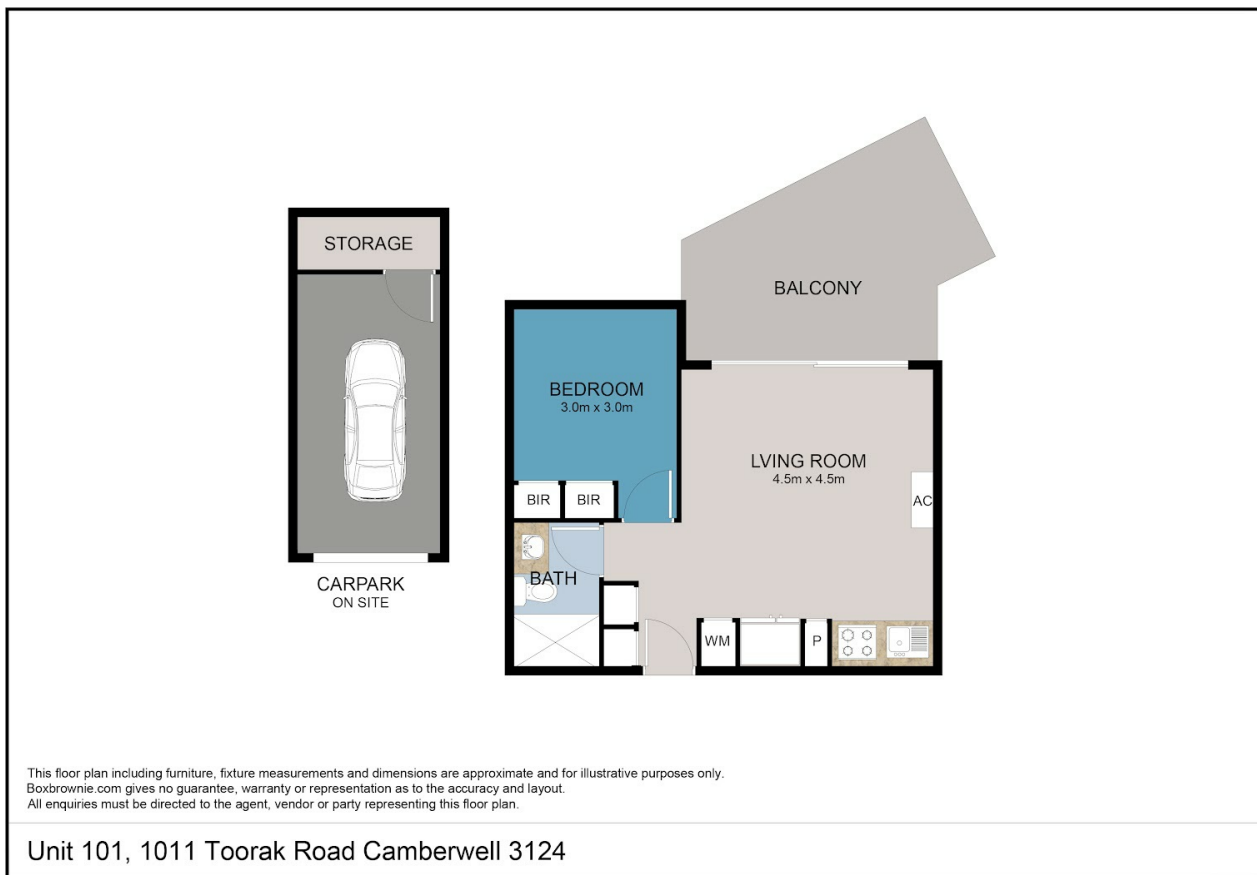 STORAGE
CARPARK
ON SITE
BALCONY
BEDROOM
3.0m x 3.0m
LVING ROOM
4.5m x 4.5m
AC
BIR BIR
BATH
WM
P
This floor plan including furniture, fixture measurements and dimensions are approximate and for illustrative purposes only.
Boxbrownie.com gives no guarantee, warranty or representation as to the accuracy and layout.
All enquiries must be directed to the agent, vendor or party representing this floor plan.
Unit 101, 1011 Toorak Road Camberwell 3124